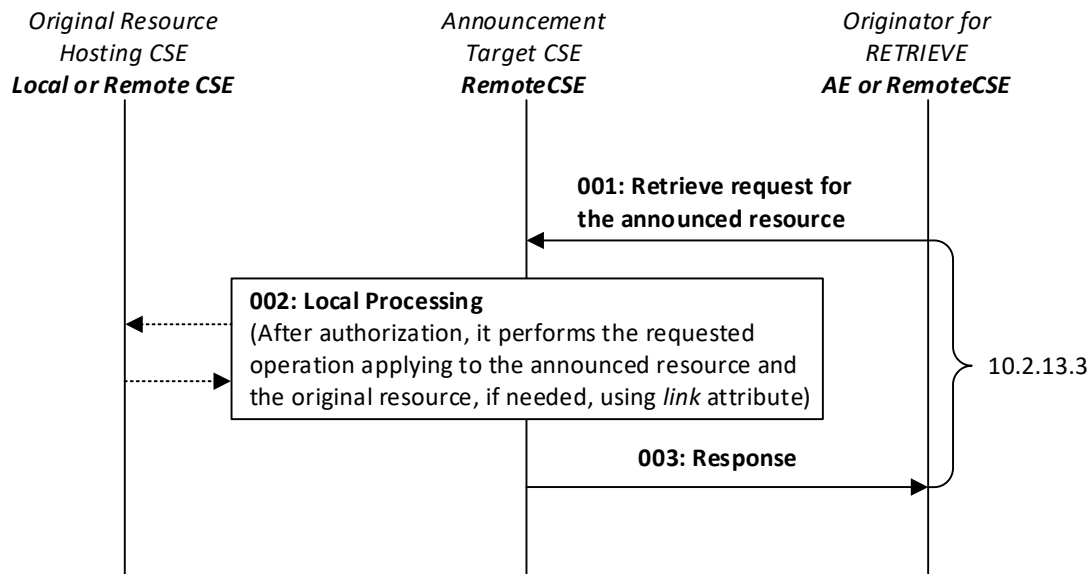 Original Resource
Hosting CSE
Local or Remote CSE
Announcement
Target CSE
RemoteCSE
Originator for
RETRIEVE
AE or RemoteCSE
001: Retrieve request for
the announced resource
002: Local Processing
(After authorization, it performs the requested
operation applying to the announced resource and
the original resource, if needed, using link attribute)
10.2.13.3
003: Response